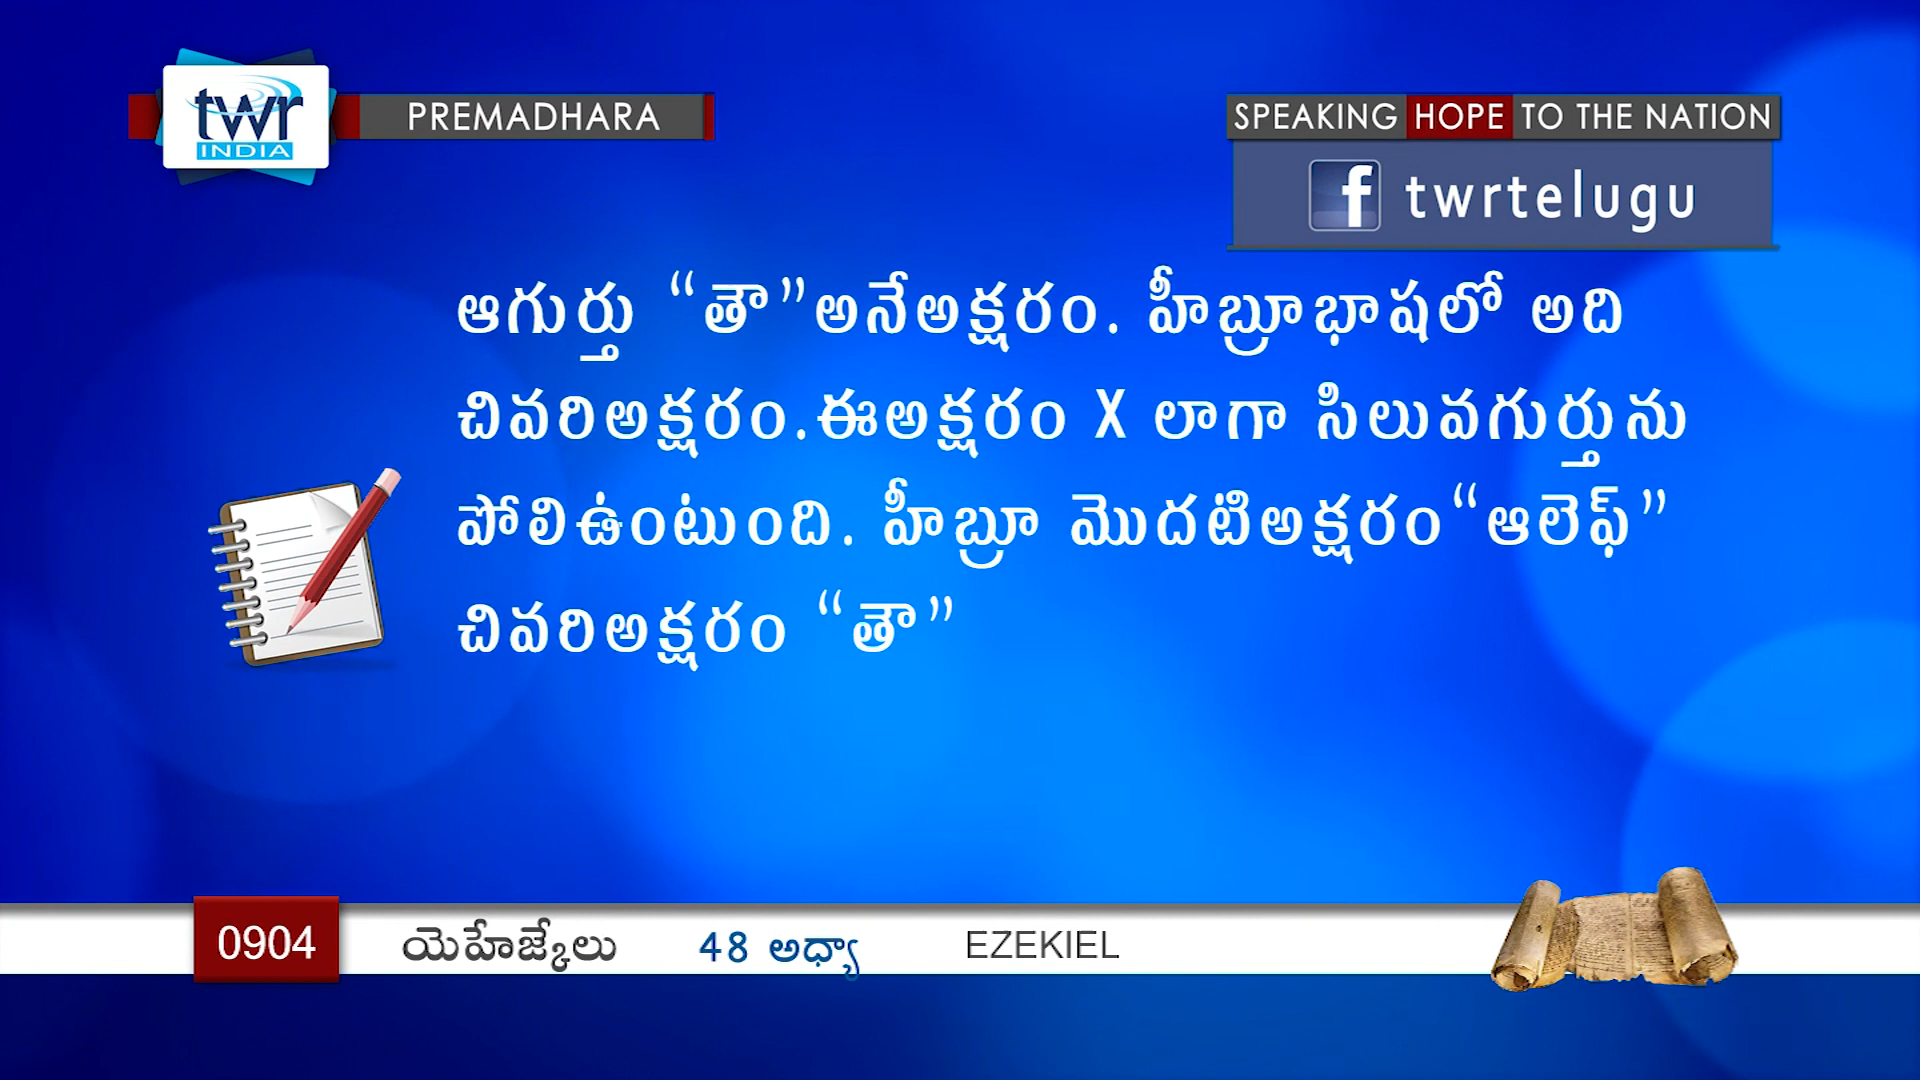 twr
INDIA
PREMADHARA
SPEAKING HOPE TO THE NATION
twrtelugu
ఆగుర్తు “తౌ”అనేఅక్షరం. హీబ్రూభాషలో అది
చివరిఅక్షరం.ఈఅక్షరం X లాగా సిలువగుర్తును
పోలిఉంటుంది. హీబ్రూ మొదటిఅక్షరం“ఆలెఫ్”
చివరిఅక్షరం “తౌ”
0904 యెహేజ్కేలు 48 అధ్యా EZEKIEL